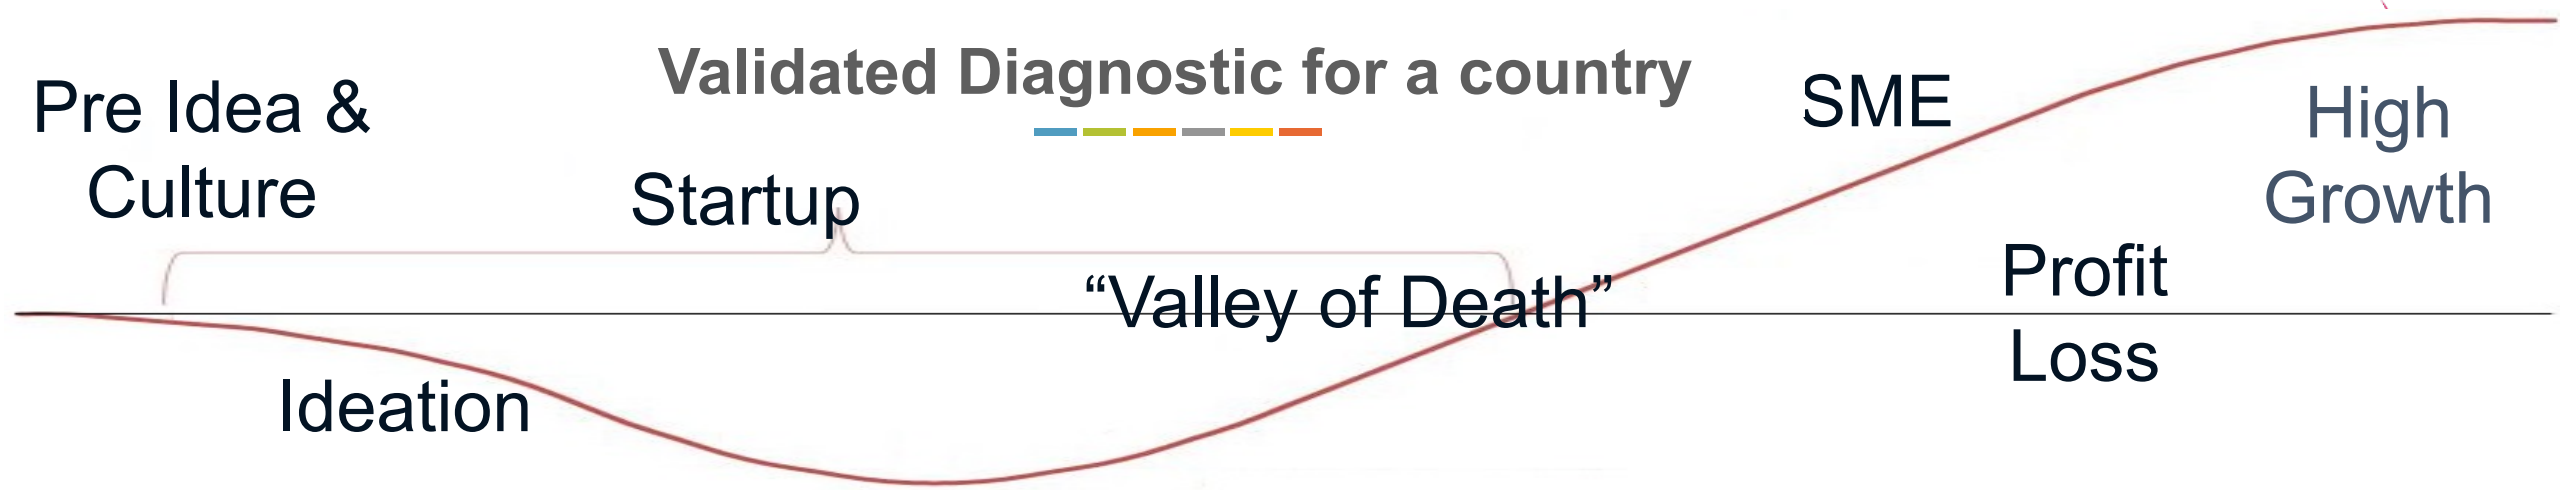 Validated Diagnostic for a country
Pre Idea &
Culture
Startup
SME
High
Growth
“Valley of Death”
Profit
Loss
Ideation